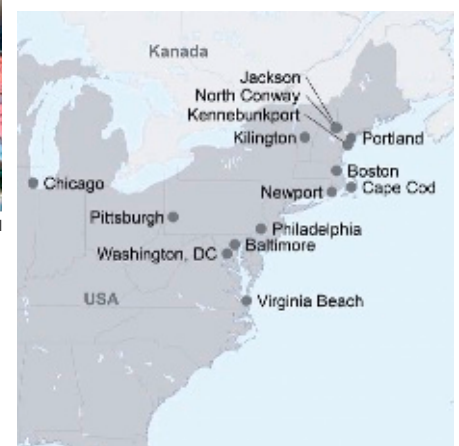 Kanada
Jackson
North Conway
Kennebunkport
Kilington
Portland
Boston
Chicago
Newport
Cape Cod
Pittsburgh
Philadelphia
Baltimore
Washington, DC
USA
Virginia Beach